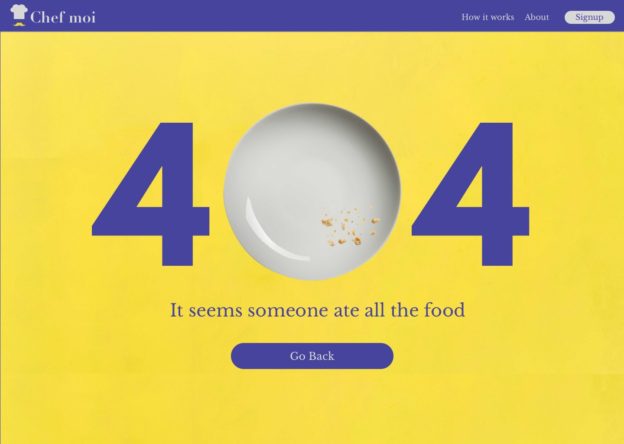 Chef moi
How it works
About
Signup
404
It seems someone ate all the food
Go Back